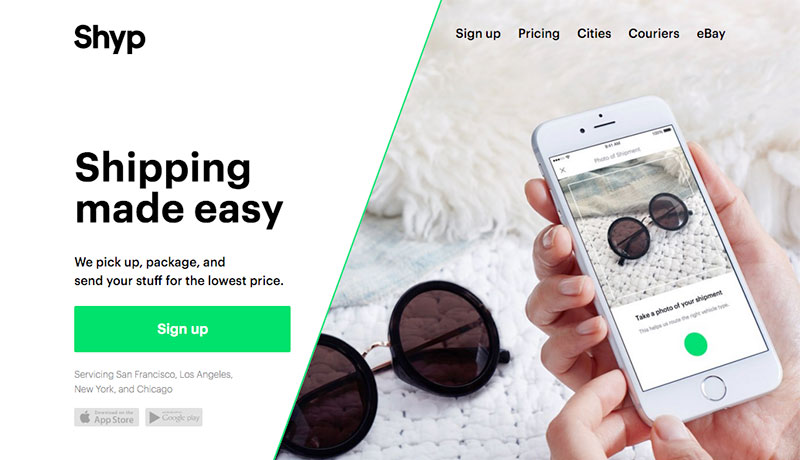 Shyp
Sign up Pricing Cities Couriers eBay
Shipping
made easy
We pick up, package, and
send your stuff for the lowest price.
Sign up
Servicing San Francisco, Los Angeles,
New York, and Chicago
Download on the
App Store
Google play
9:41 AM
100%
Photo of Shipment
Take a photo of your shipment
This helps us route the right vehicle type.